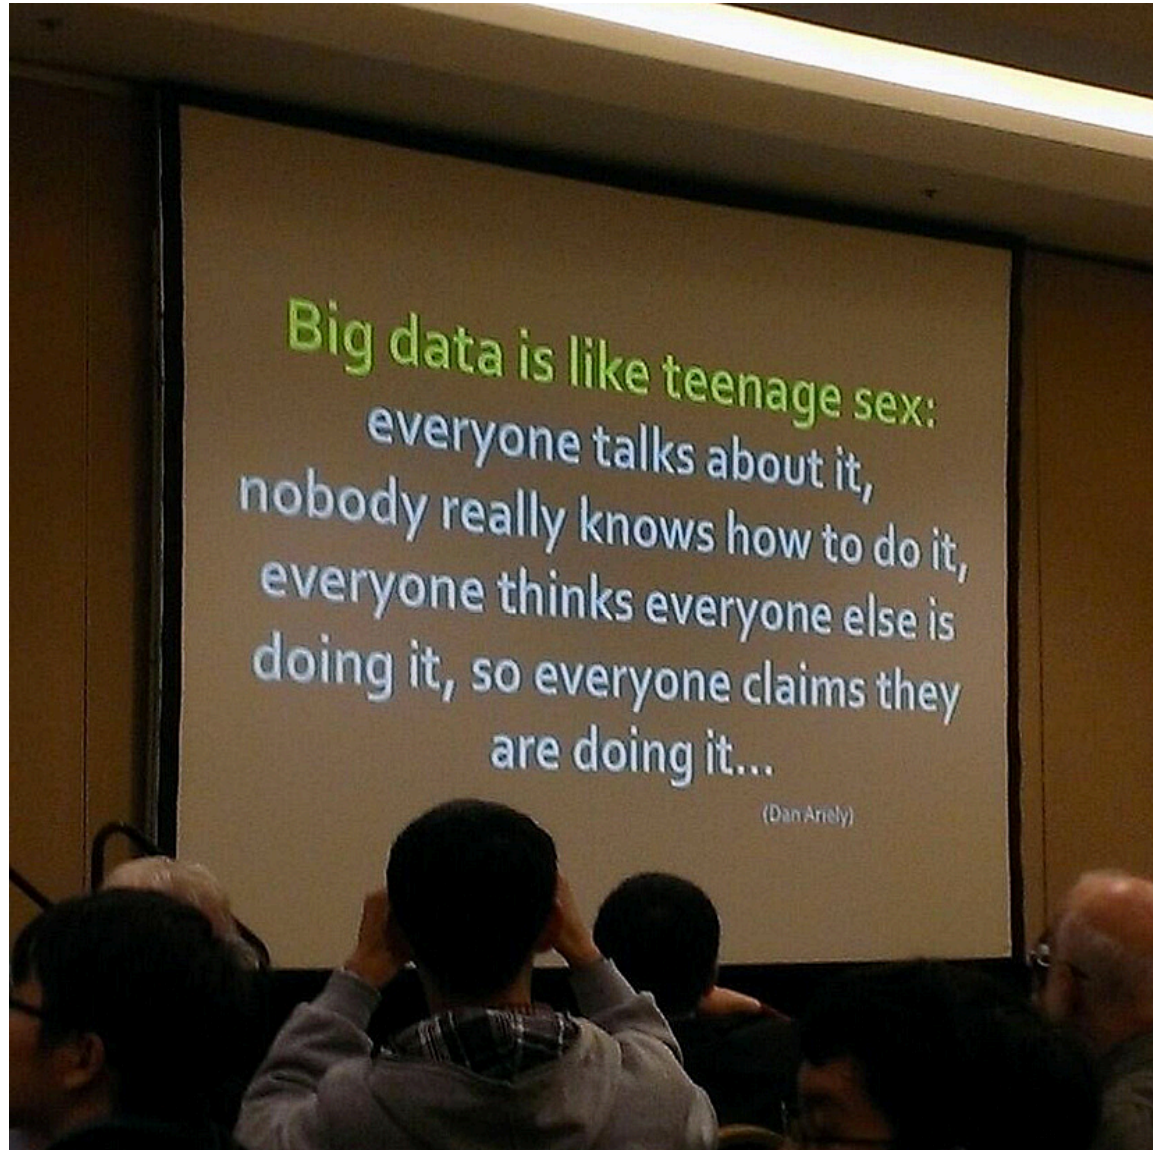 Big data is like teenage sex:
everyone talks about it,
nobody really knows how to do it,
everyone thinks everyone else is
doing it, so everyone claims they
are doing it...
(Dan Ariely)